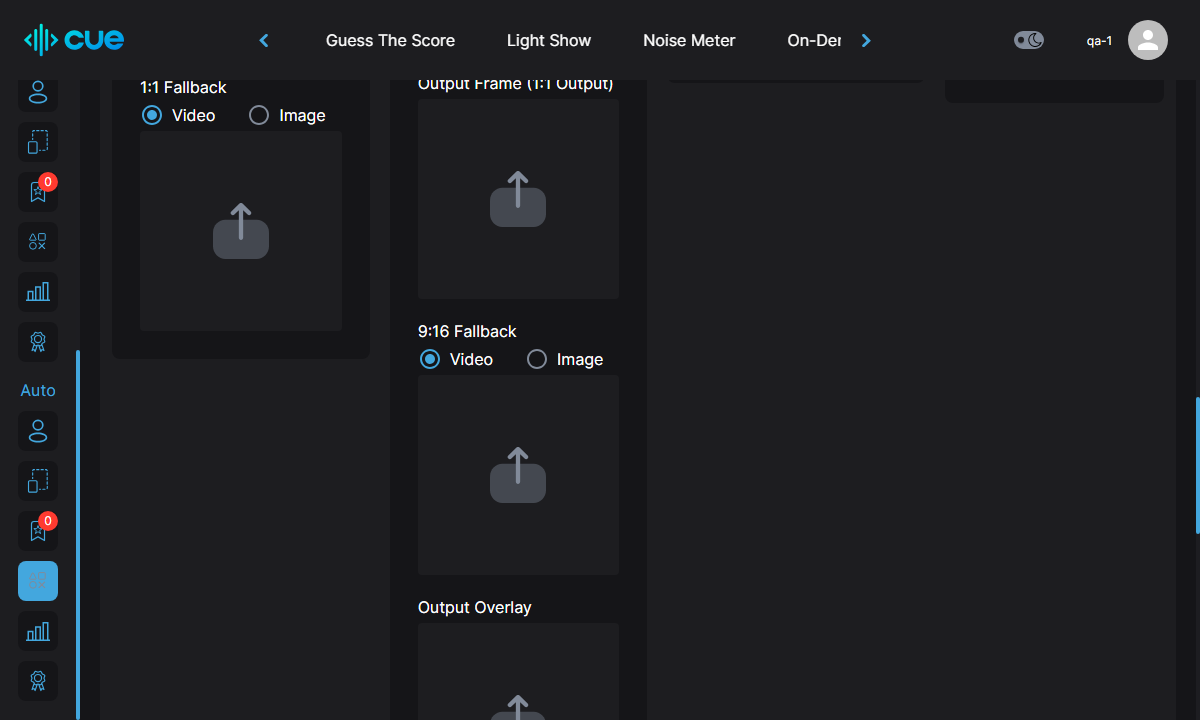 cue
Guess The Score
Light Show
Noise Meter
On-Der
qa-1
0
Auto
0
1:1 Fallback
Video
Image
Output Frame (1:1 Output)
9:16 Fallback
Video
Image
Output Overlay